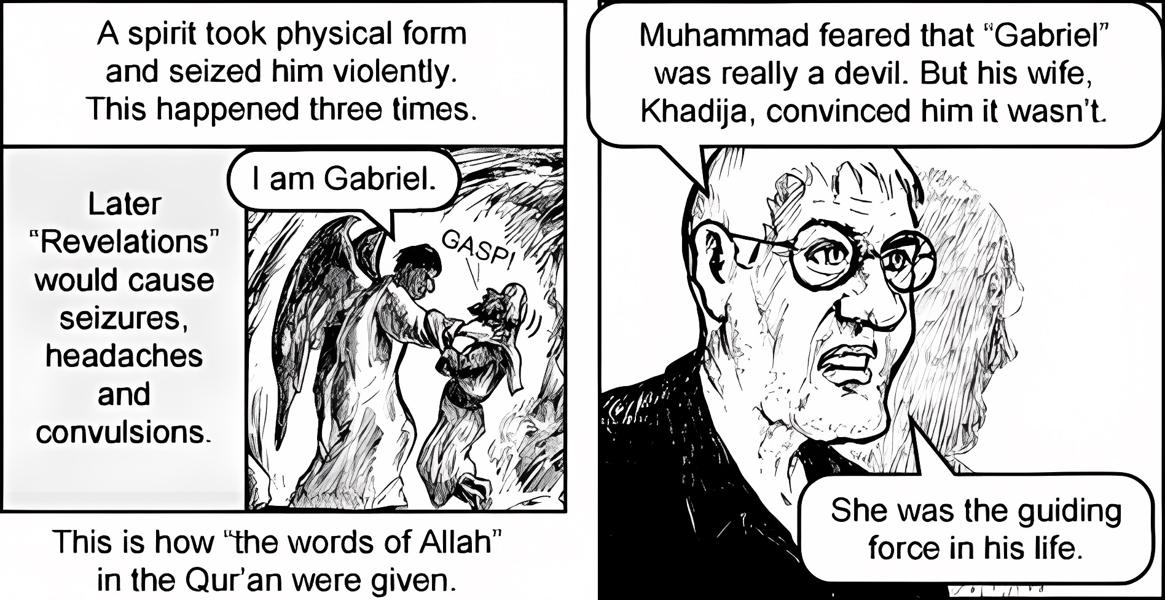 A spirit took physical form
and seized him violently.
This happened three times.
Later
“Revelations”
would cause
seizures,
headaches
and
convulsions.
I am Gabriel.
GASP!
This is how “the words of Allah”
in the Qur’an were given.
Muhammad feared that “Gabriel”
was really a devil. But his wife,
Khadija, convinced him it wasn’t.
She was the guiding
force in his life.